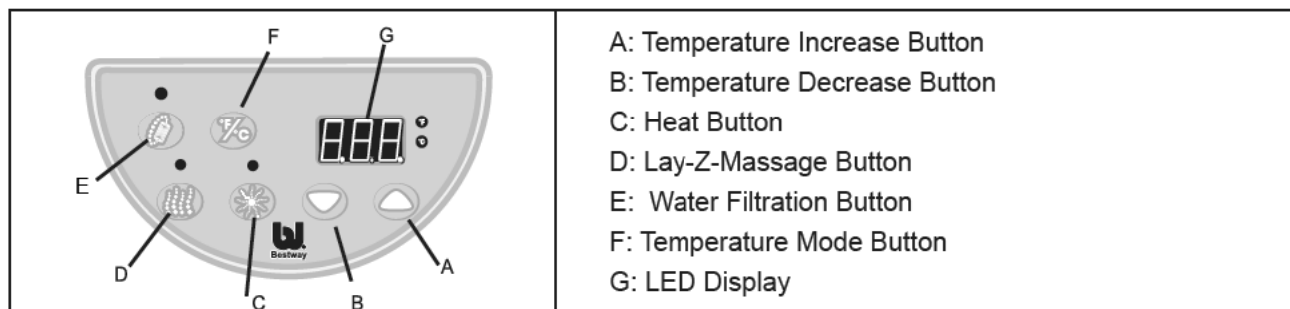 F
G
A: Temperature Increase Button
B: Temperature Decrease Button
C: Heat Button
D: Lay-Z-Massage Button
E: Water Filtration Button
F: Temperature Mode Button
G: LED Display
°F/°C
888
°F
°C
E
D
C
B
A
Bestway